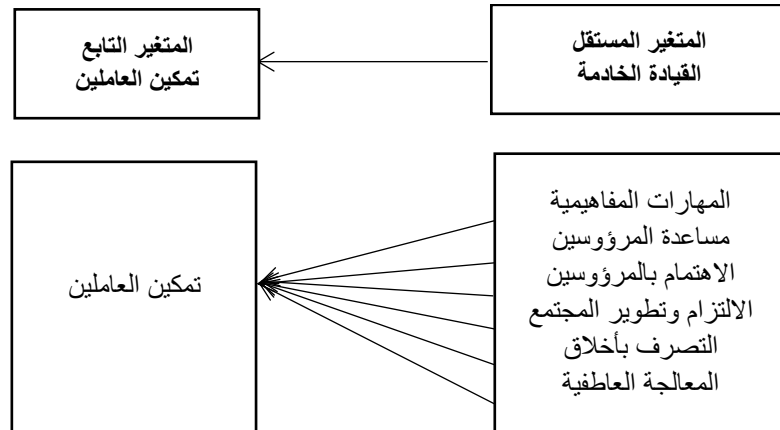 المتغير المستقل
القيادة الخادمة
المتغير التابع
تمكين العاملين
المهارات المفاهيمية
مساعدة المرؤوسين
الاهتمام بالمرؤوسين
الالتزام وتطوير المجتمع
التصرف بأخلاق
المعالجة العاطفية
تمكين العاملين